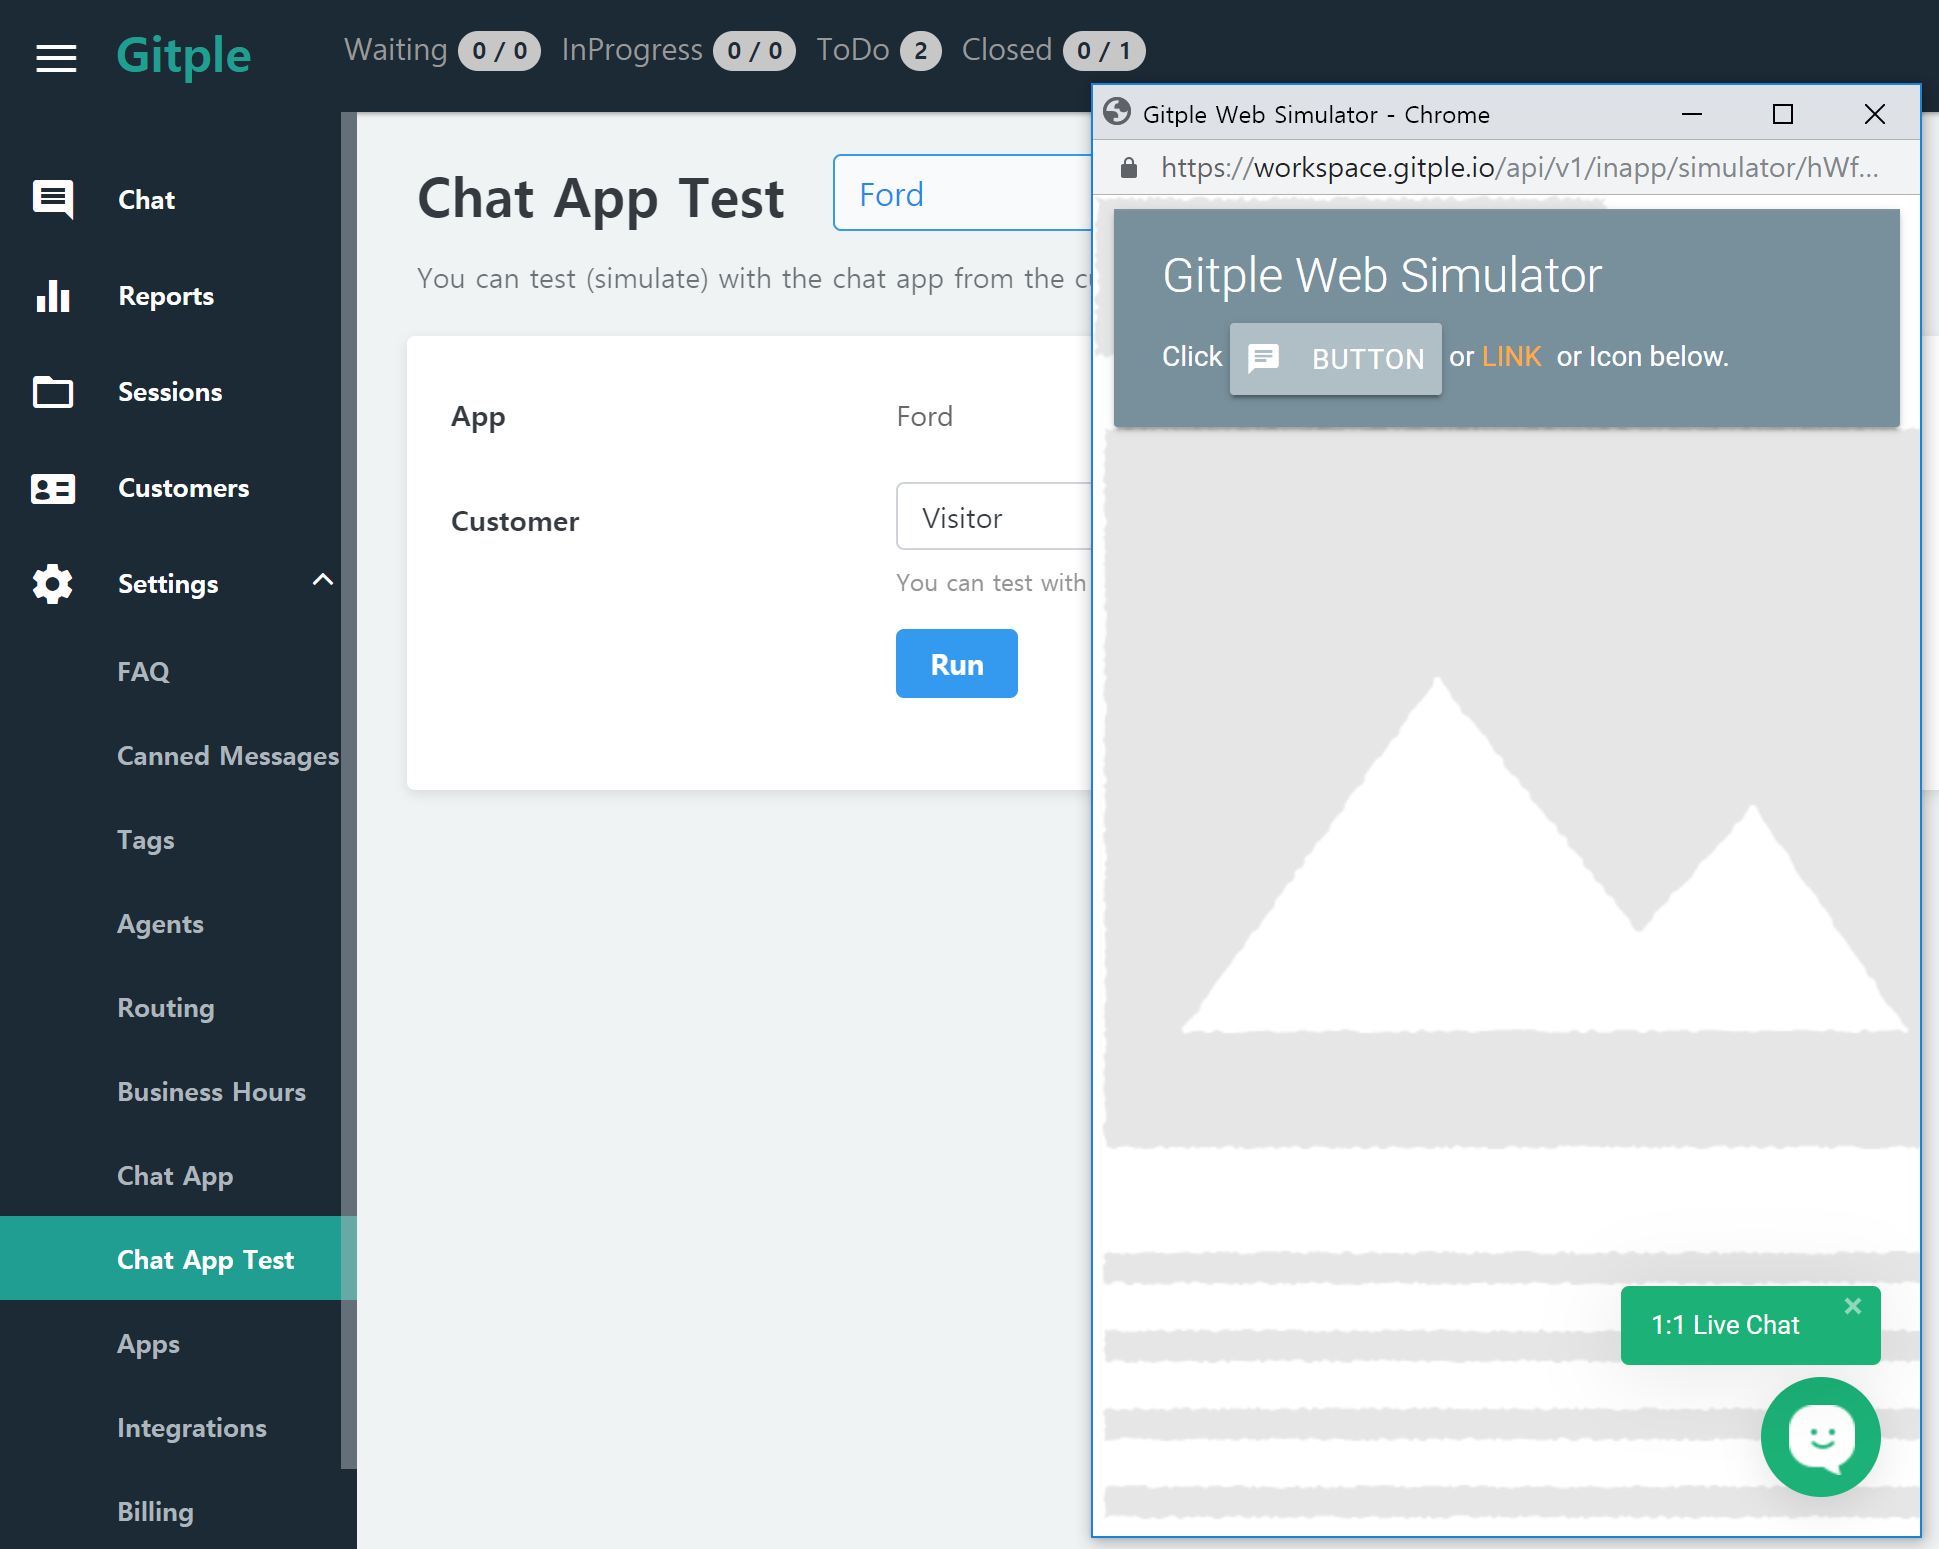 Gitple
Waiting 0 / 0 InProgress 0 / 0 ToDo 2 Closed 0 / 1
Chat
Reports
Sessions
Customers
Settings
FAQ
Canned Messages
Tags
Agents
Routing
Business Hours
Chat App
Chat App Test
Apps
Integrations
Billing
Chat App Test
Ford
You can test (simulate) with the chat app from the
App
Ford
Customer
Visitor
You can test with
Run
Gitple Web Simulator - Chrome
https://workspace.gitple.io/api/v1/inapp/simulator/hWf...
Gitple Web Simulator
Click BUTTON or LINK or Icon below.
1:1 Live Chat